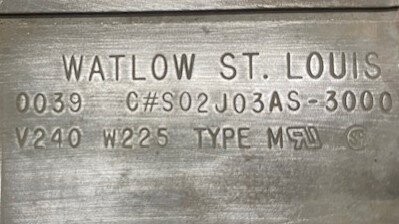 WATLOW ST. LOUIS
0039 C#S02J03AS-3000
V240 W225 TYPE M